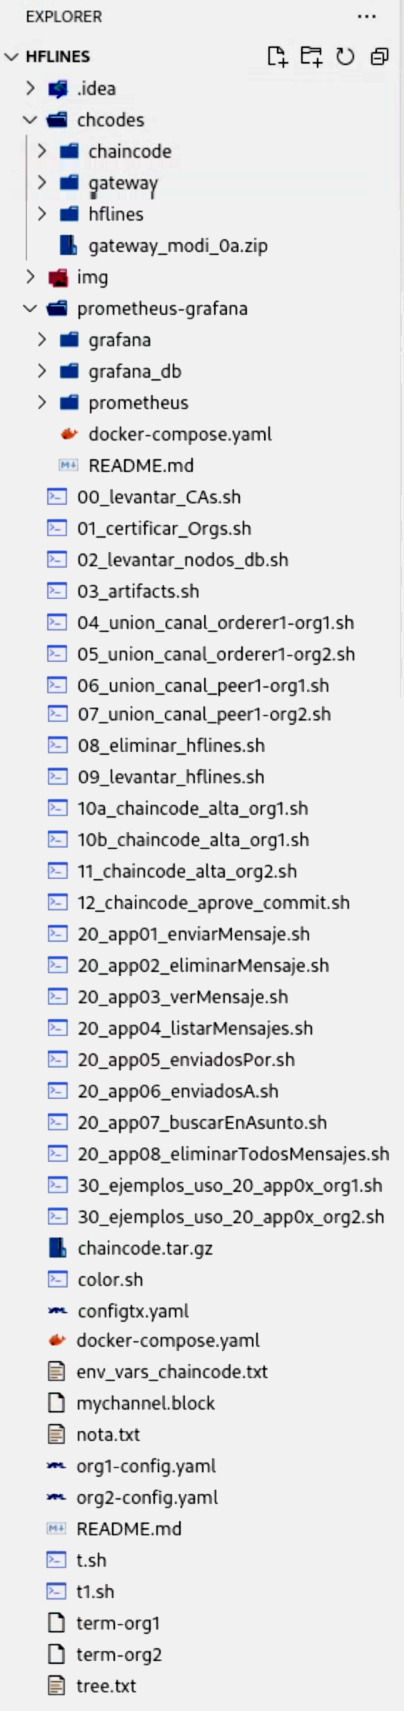 EXPLORER ...
HFLINES
.idea
chcodes
chaincode
gateway
hflines
gateway_modi_0a.zip
img
prometheus-grafana
grafana
grafana_db
prometheus
docker-compose.yaml
README.md
00_levantar_CAs.sh
01_certificar_Orgs.sh
02_levantar_nodos_db.sh
03_artifacts.sh
04_union_canal_orderer1-org1.sh
05_union_canal_orderer1-org2.sh
06_union_canal_peer1-org1.sh
07_union_canal_peer1-org2.sh
08_eliminar_hflines.sh
09_levantar_hflines.sh
10a_chaincode_alta_org1.sh
10b_chaincode_alta_org1.sh
11_chaincode_alta_org2.sh
12_chaincode_aprove_commit.sh
20_app01_enviarMensaje.sh
20_app02_eliminarMensaje.sh
20_app03_verMensaje.sh
20_app04_listarMensajes.sh
20_app05_enviadosPor.sh
20_app06_enviadosA.sh
20_app07_buscarEnAsunto.sh
20_app08_eliminarTodosMensajes.sh
30_ejemplos_uso_20_app0x_org1.sh
30_ejemplos_uso_20_app0x_org2.sh
chaincode.tar.gz
color.sh
configtx.yaml
docker-compose.yaml
env_vars_chaincode.txt
mychannel.block
nota.txt
org1-config.yaml
org2-config.yaml
README.md
t.sh
t1.sh
term-org1
term-org2
tree.txt